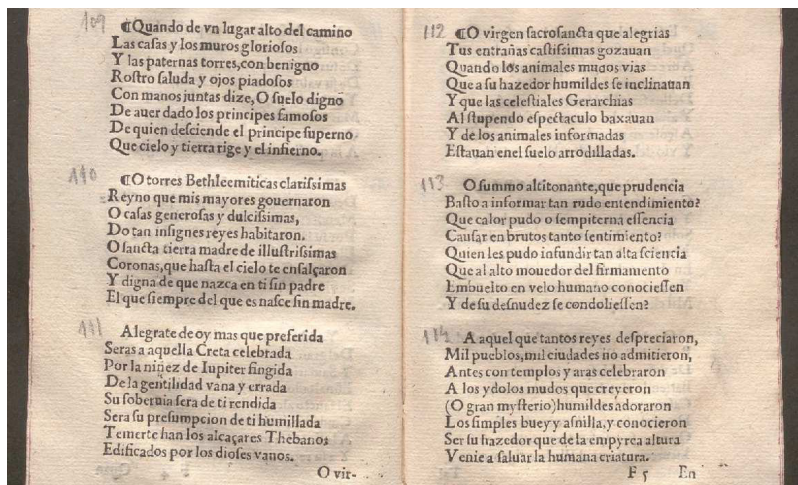 109
¶Quando de vn lugar alto del camino
Las casas y los muros gloriosos
Y las paternas torres, con benigno
Rostro saluda y ojos piadosos
Con manos juntas dize, O suelo digno
De auer dado los principes famosos
De quien desciende el principe superno
Que cielo y tierra rige y el infierno.
110
¶O torres Bethleemiticas clarissimas
Reyno que mis mayores gouernaron
O casas generosas y dulcissimas,
Do tan insignes reyes habitaron.
O sancta tierra madre de illustrissimas
Coronas, que hasta el cielo te ensalçaron
Y digna de que nazca en ti sin padre
El que siempre del que es nasce sin madre.
111
Alegrate de oy mas que preferida
Seras a aquella Creta celebrada
Por la niñez de Iupiter fingida
De la gentilidad vana y errada
Su soberuia sera de ti rendida
Sera su presumpcion de ti humillada
Temerte han los alcaçares Thebanos
Edificados por los dioses vanos.
O vir-
112
¶O virgen sacrosancta que alegrias
Tus entrañas castissimas gozauan
Quando los animales mudos vias
Que a su hazedor humildes se inclinauan
Y que las celestiales Gerarchias
Al stupendo espectaculo baxauan
Y de los animales informadas
Estauan enel suelo arrodilladas.
113
O summo altitonante, que prudencia
Basto a informar tan rudo entendimiento?
Que calor pudo o sempiterna essencia
Causar en brutos tanto sentimiento?
Quien les pudo infundir tan alta sciencia
Que al alto mouedor del firmamento
Embuelto en velo humano conociessen
Y de su desnudez se condoliessen?
114
A aquel que tantos reyes despreciaron,
Mil pueblos, mil ciudades no admitieron,
Antes con templos y aras celebraron
A los ydolos mudos que creyeron
(O gran mysterio) humildes adoraron
Los simples buey y asnilla, y conocieron
Ser su hazedor que de la empyrea altura
Venie a saluar la humana criatura.
F 5 En